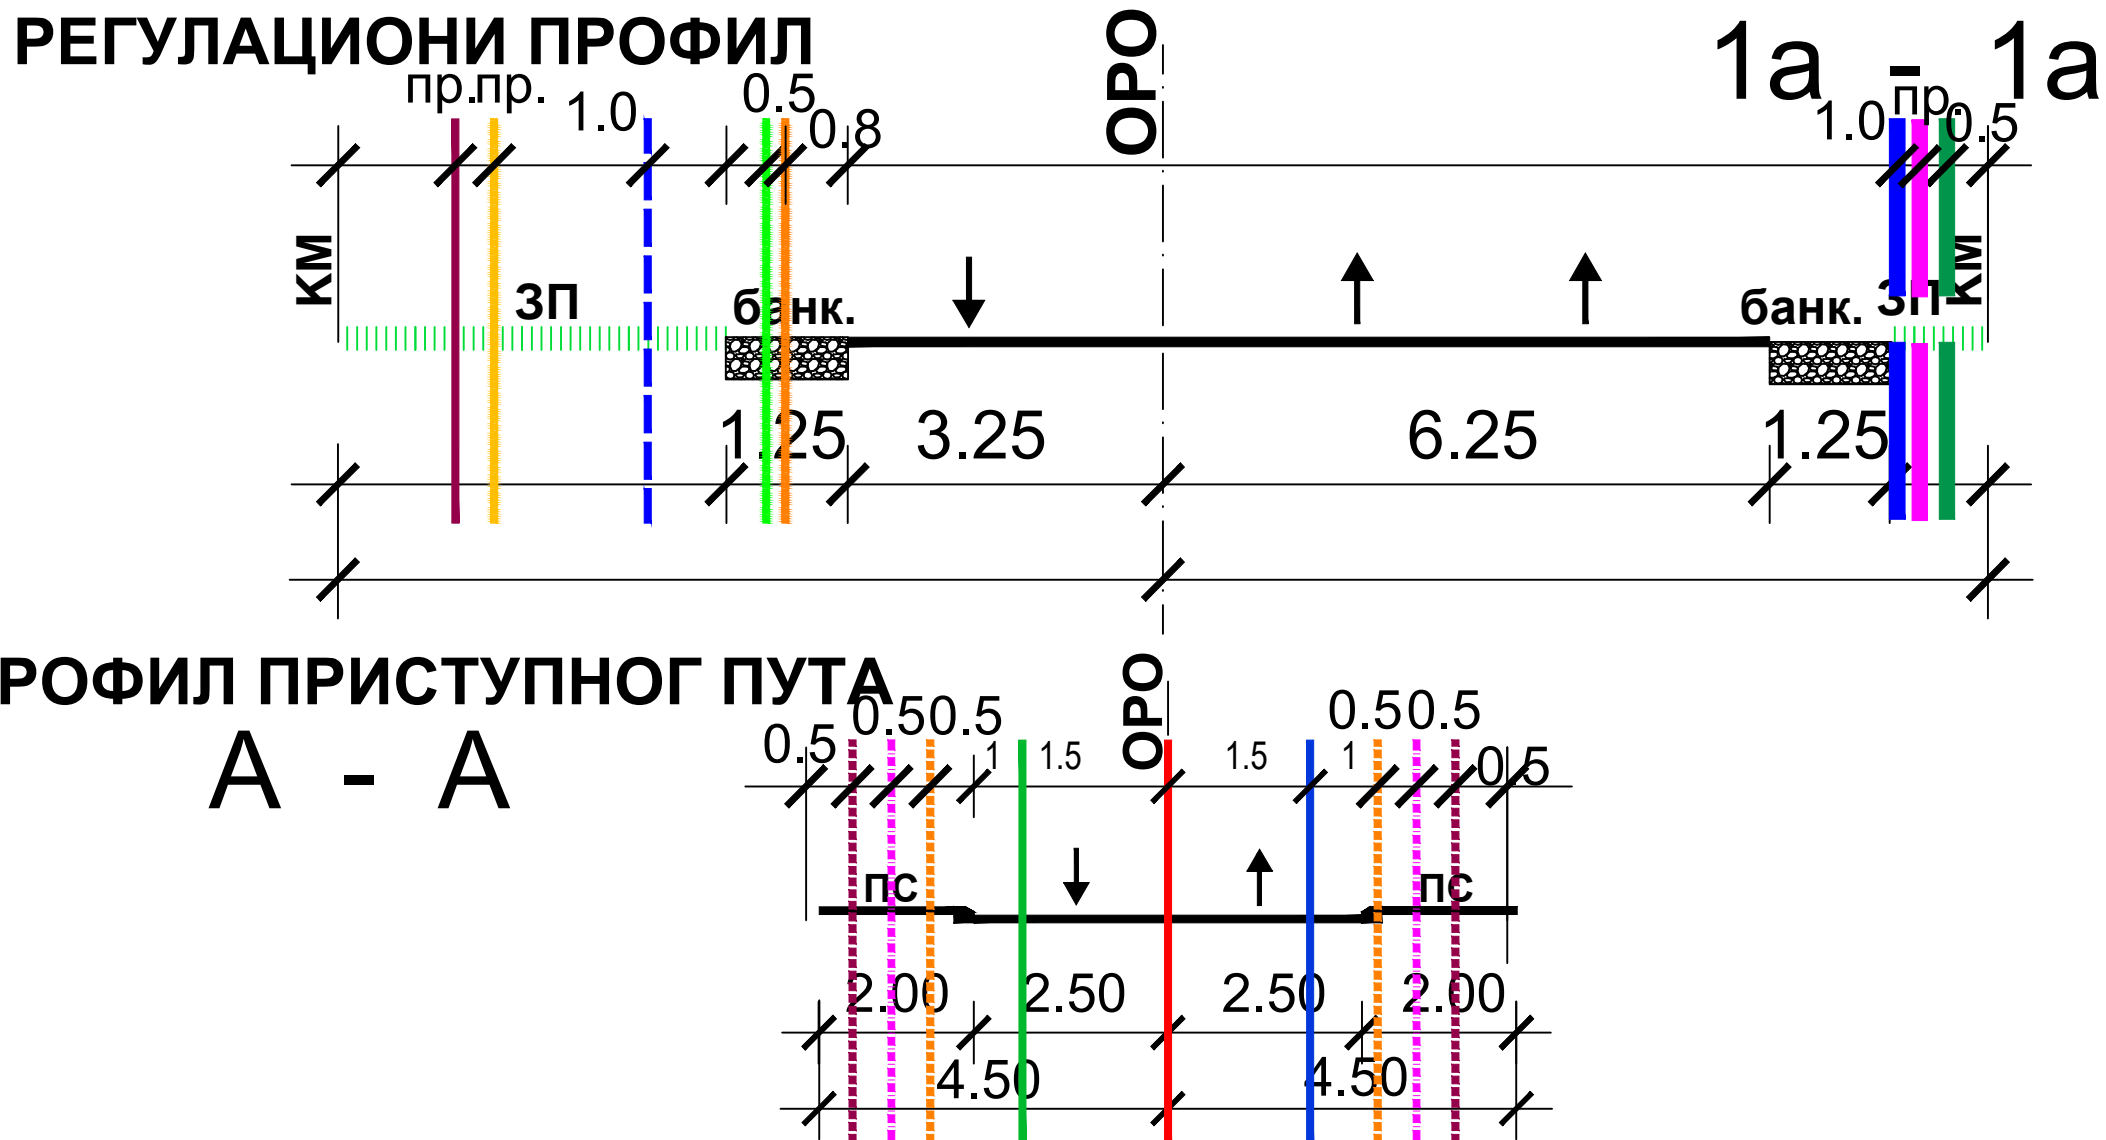 РЕГУЛАЦИОНИ ПРОФИЛ
ОРО
1а - 1а
пр.пр. 1.0 0.5 0.8 1.0 пр. 0.5
КМ ЗП банк. банк. ЗП КМ
1.25 3.25 6.25 1.25
РОФИЛ ПРИСТУПНОГ ПУТА
ОРО
А - А
0.5 0.5 0.5 1 1.5 1.5 1 0.5 0.5 0.5
ПС ПС
2.00 2.50 2.50 2.00
4.50 4.50